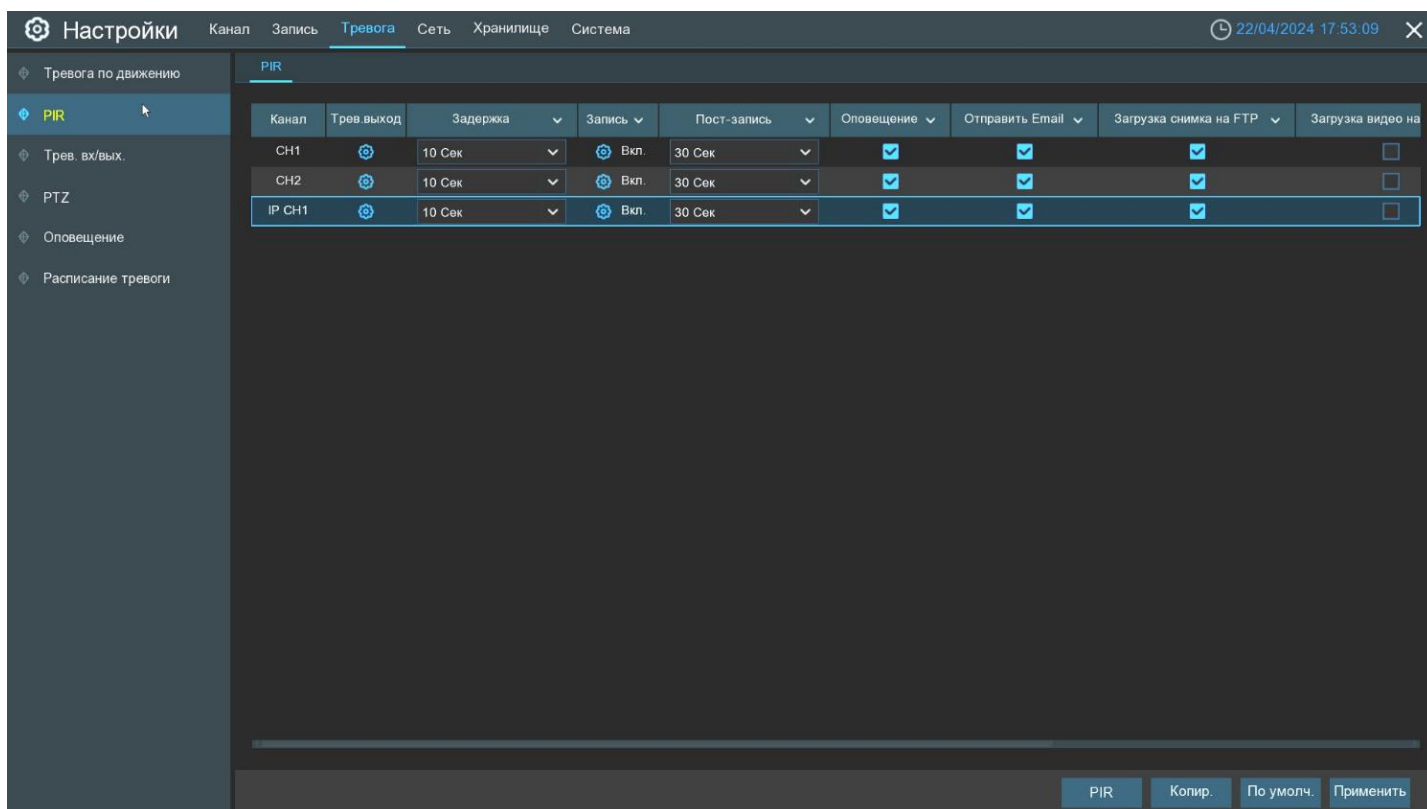 Настройки Канал Запись Тревога Сеть Хранилище Система 22/04/2024 17:53:09
Тревога по движению
PIR
Трев. вх/вых.
PTZ
Оповещение
Расписание тревоги
PIR
Канал Трев.выход Задержка Запись Пост-запись Оповещение Отправить Email Загрузка снимка на FTP Загрузка видео на
CH1 10 Сек Вкл. 30 Сек
CH2 10 Сек Вкл. 30 Сек
IP CH1 10 Сек Вкл. 30 Сек
PIR Копир. По умолч. Применить